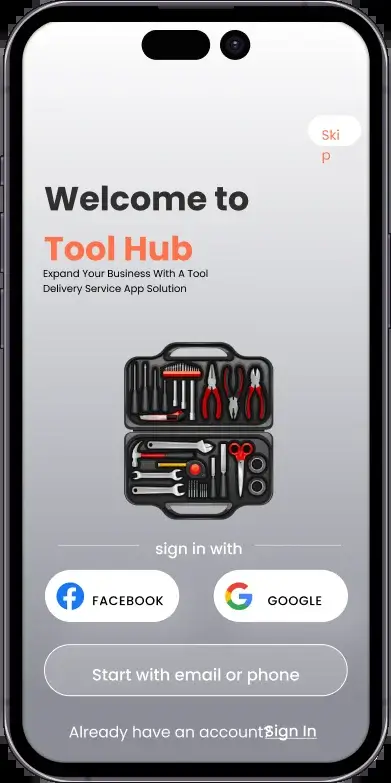 Ski
p
Welcome to
Tool Hub
Expand Your Business With A Tool
Delivery Service App Solution
sign in with
FACEBOOK
GOOGLE
Start with email or phone
Already have an account?
Sign In